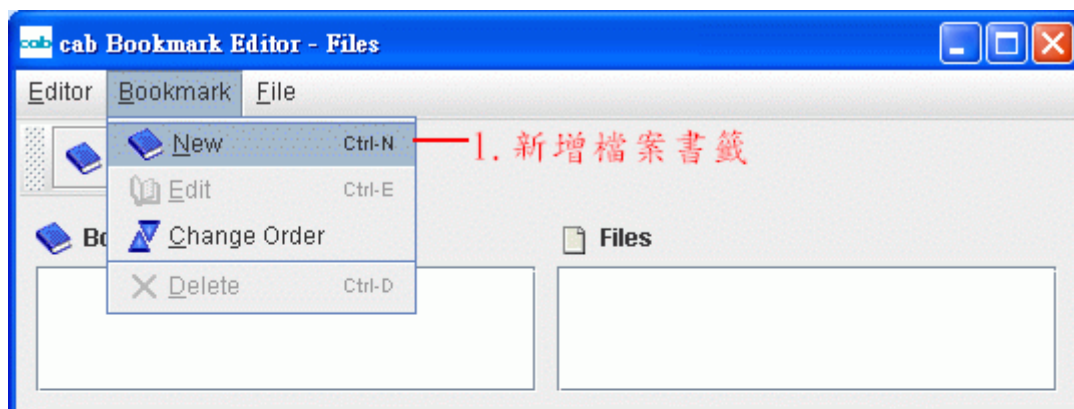 cab cab Bookmark Editor - Files
Editor Bookmark File
New Ctrl-N 1. 新增檔案書籤
Edit Ctrl-E
Change Order
Bo Files
Delete Ctrl-D